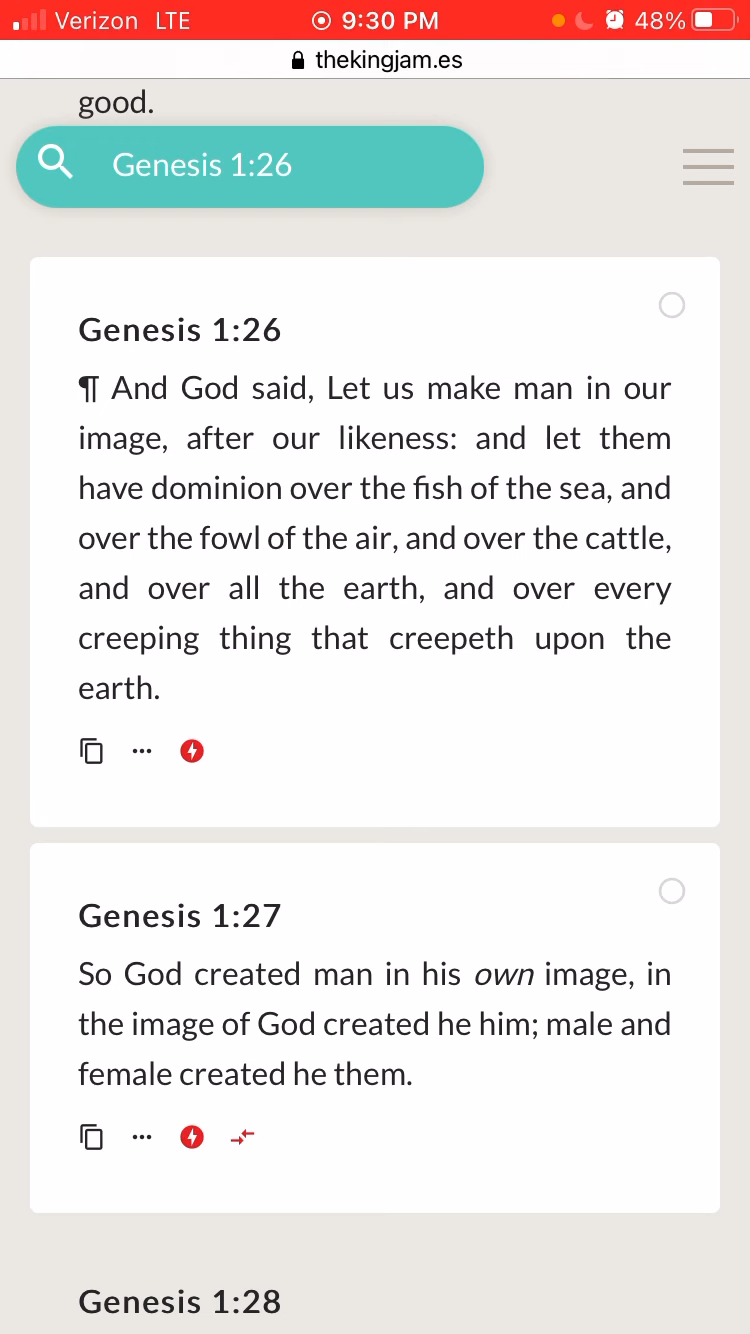 Verizon LTE 9:30 PM 48%
thekingjam.es
good.
Genesis 1:26
Genesis 1:26
¶ And God said, Let us make man in our
image, after our likeness: and let them
have dominion over the fish of the sea, and
over the fowl of the air, and over the cattle,
and over all the earth, and over every
creeping thing that creepeth upon the
earth.
Genesis 1:27
So God created man in his own image, in
the image of God created he him; male and
female created he them.
Genesis 1:28